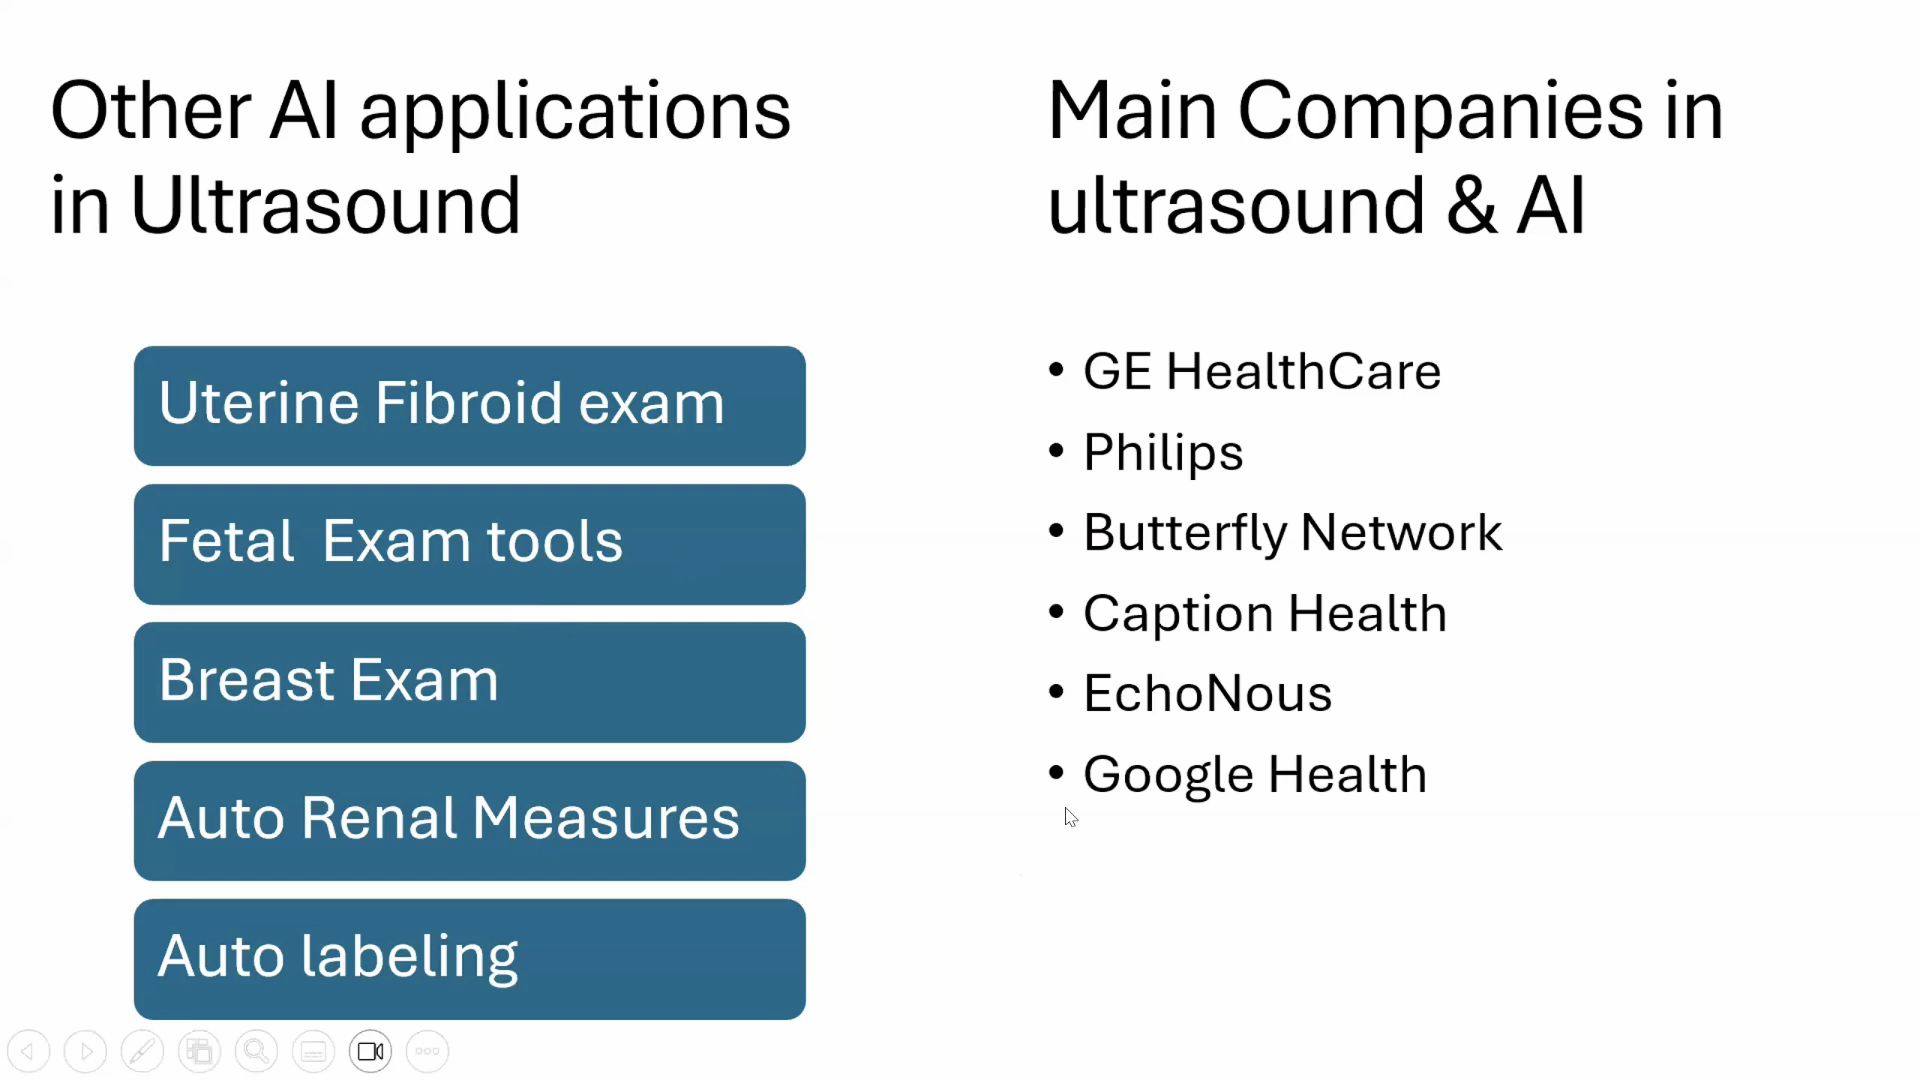 Other AI applications
in Ultrasound
Uterine Fibroid exam
Fetal  Exam tools
Breast Exam
Auto Renal Measures
Auto labeling
Main Companies in
ultrasound & AI
• GE HealthCare
• Philips
• Butterfly Network
• Caption Health
• EchoNous
• Google Health